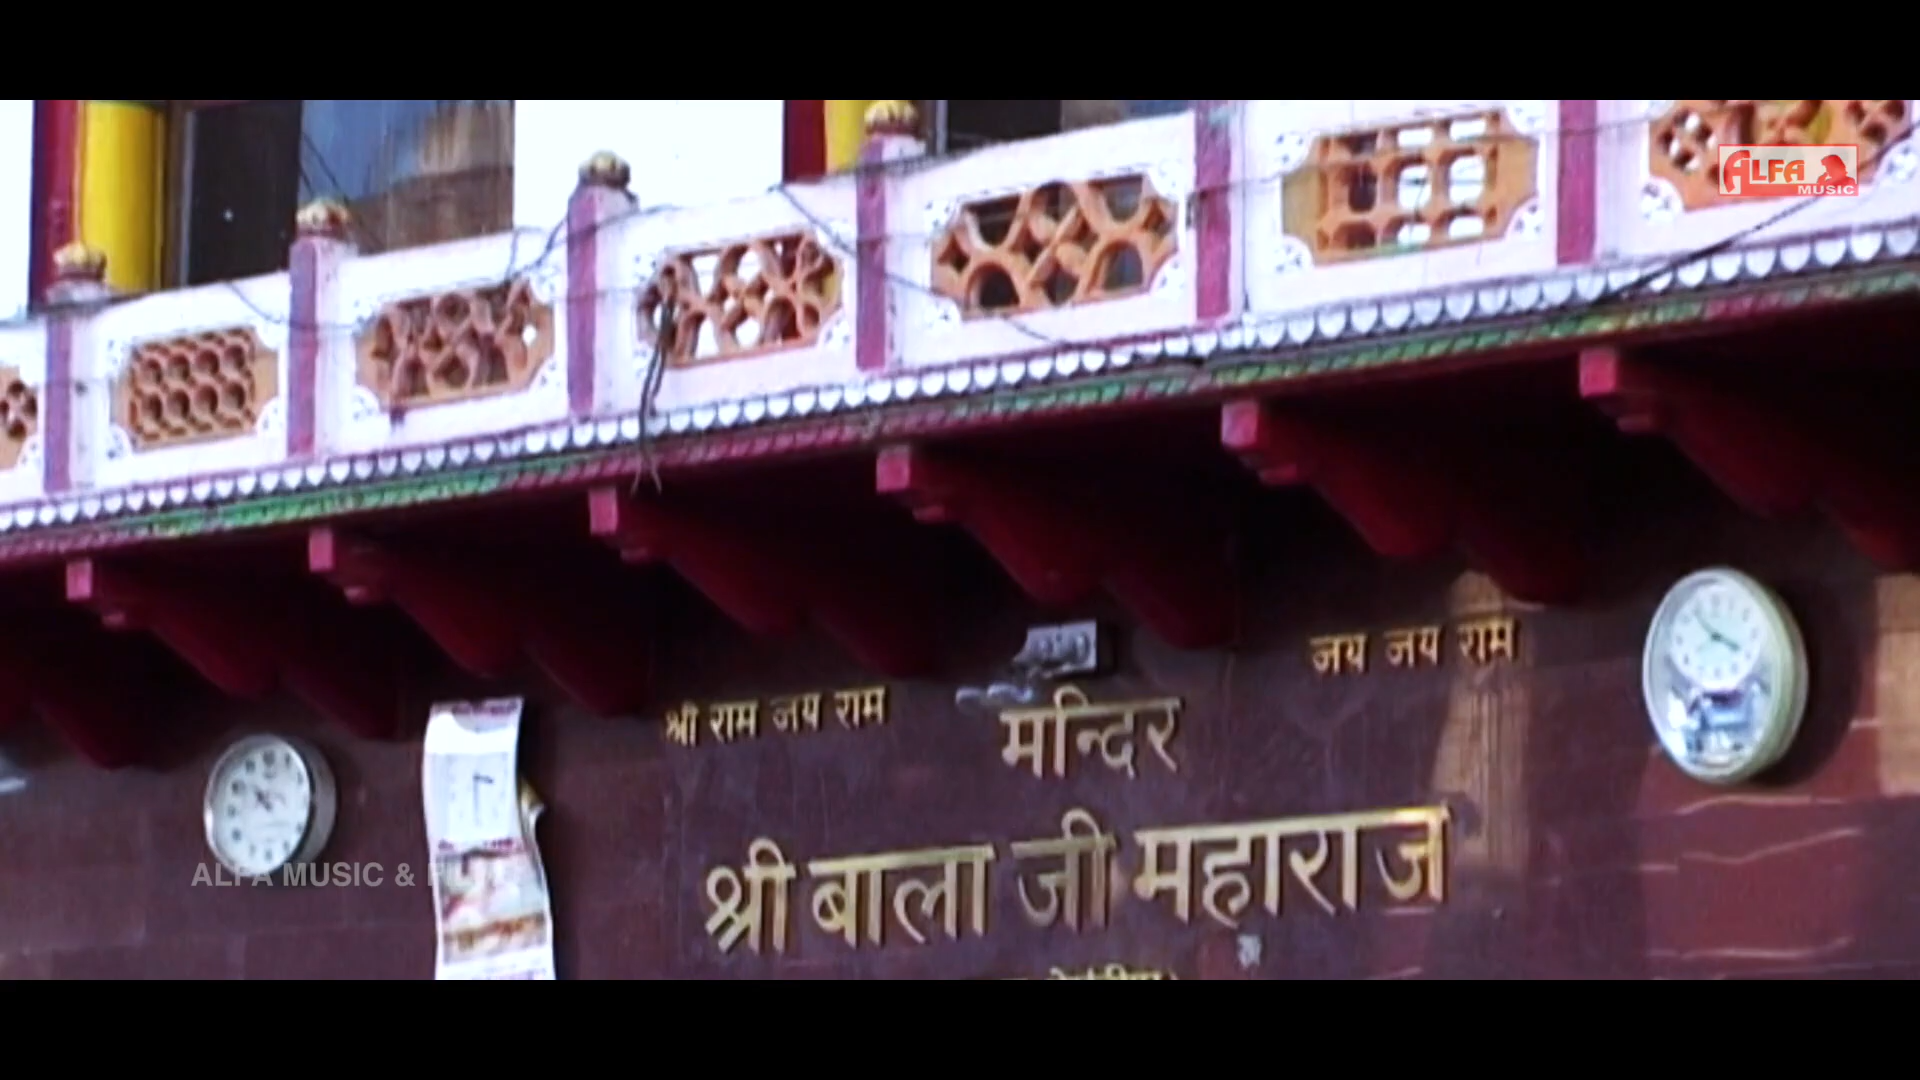 ALFA
MUSIC
श्री राम जय राम
जय जय राम
मन्दिर
श्री बाला जी महाराज
ALFA MUSIC &